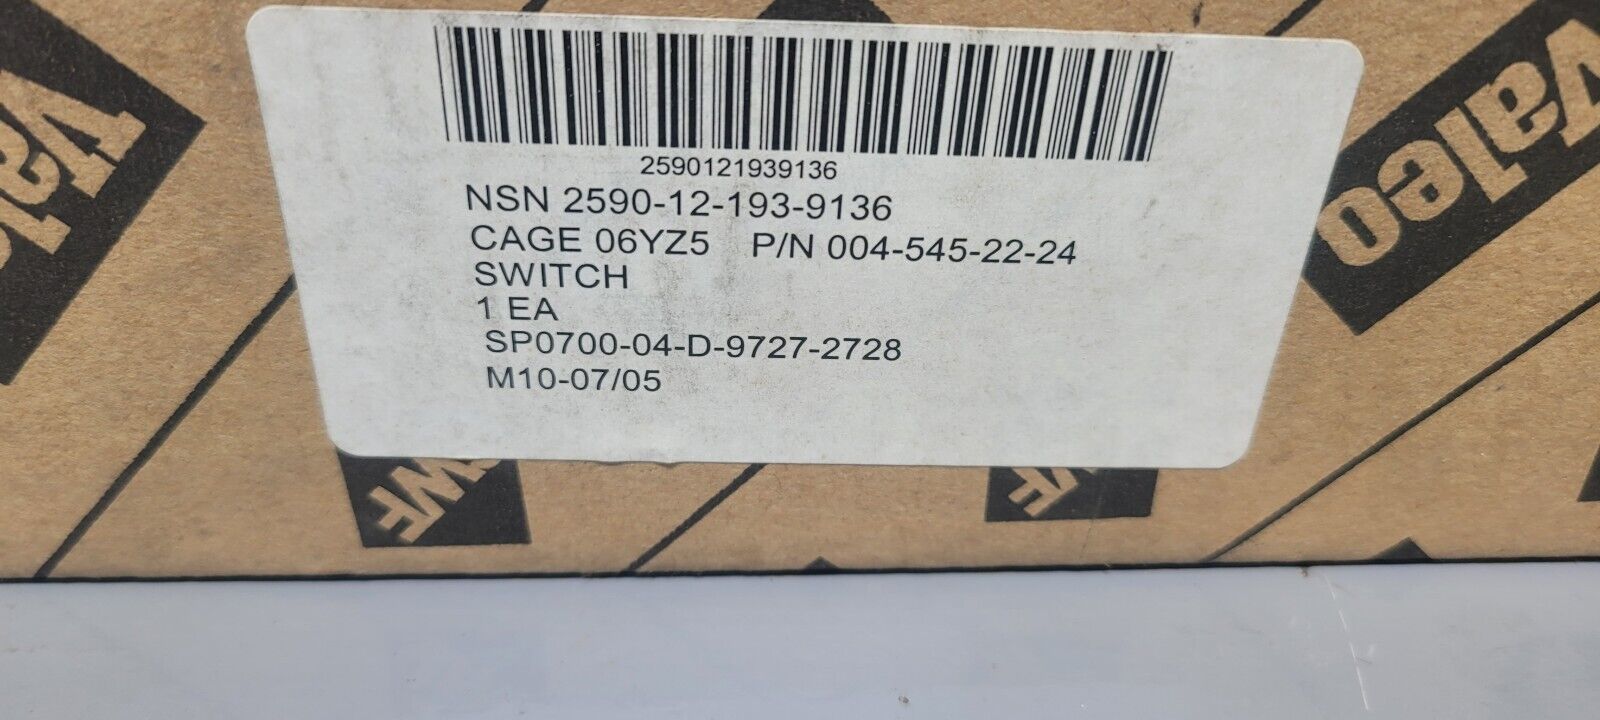 2590121939136
NSN 2590-12-193-9136
CAGE 06YZ5 P/N 004-545-22-24
SWITCH
1 EA
SP0700-04-D-9727-2728
M10-07/05
Valeo
Valeo
SWF